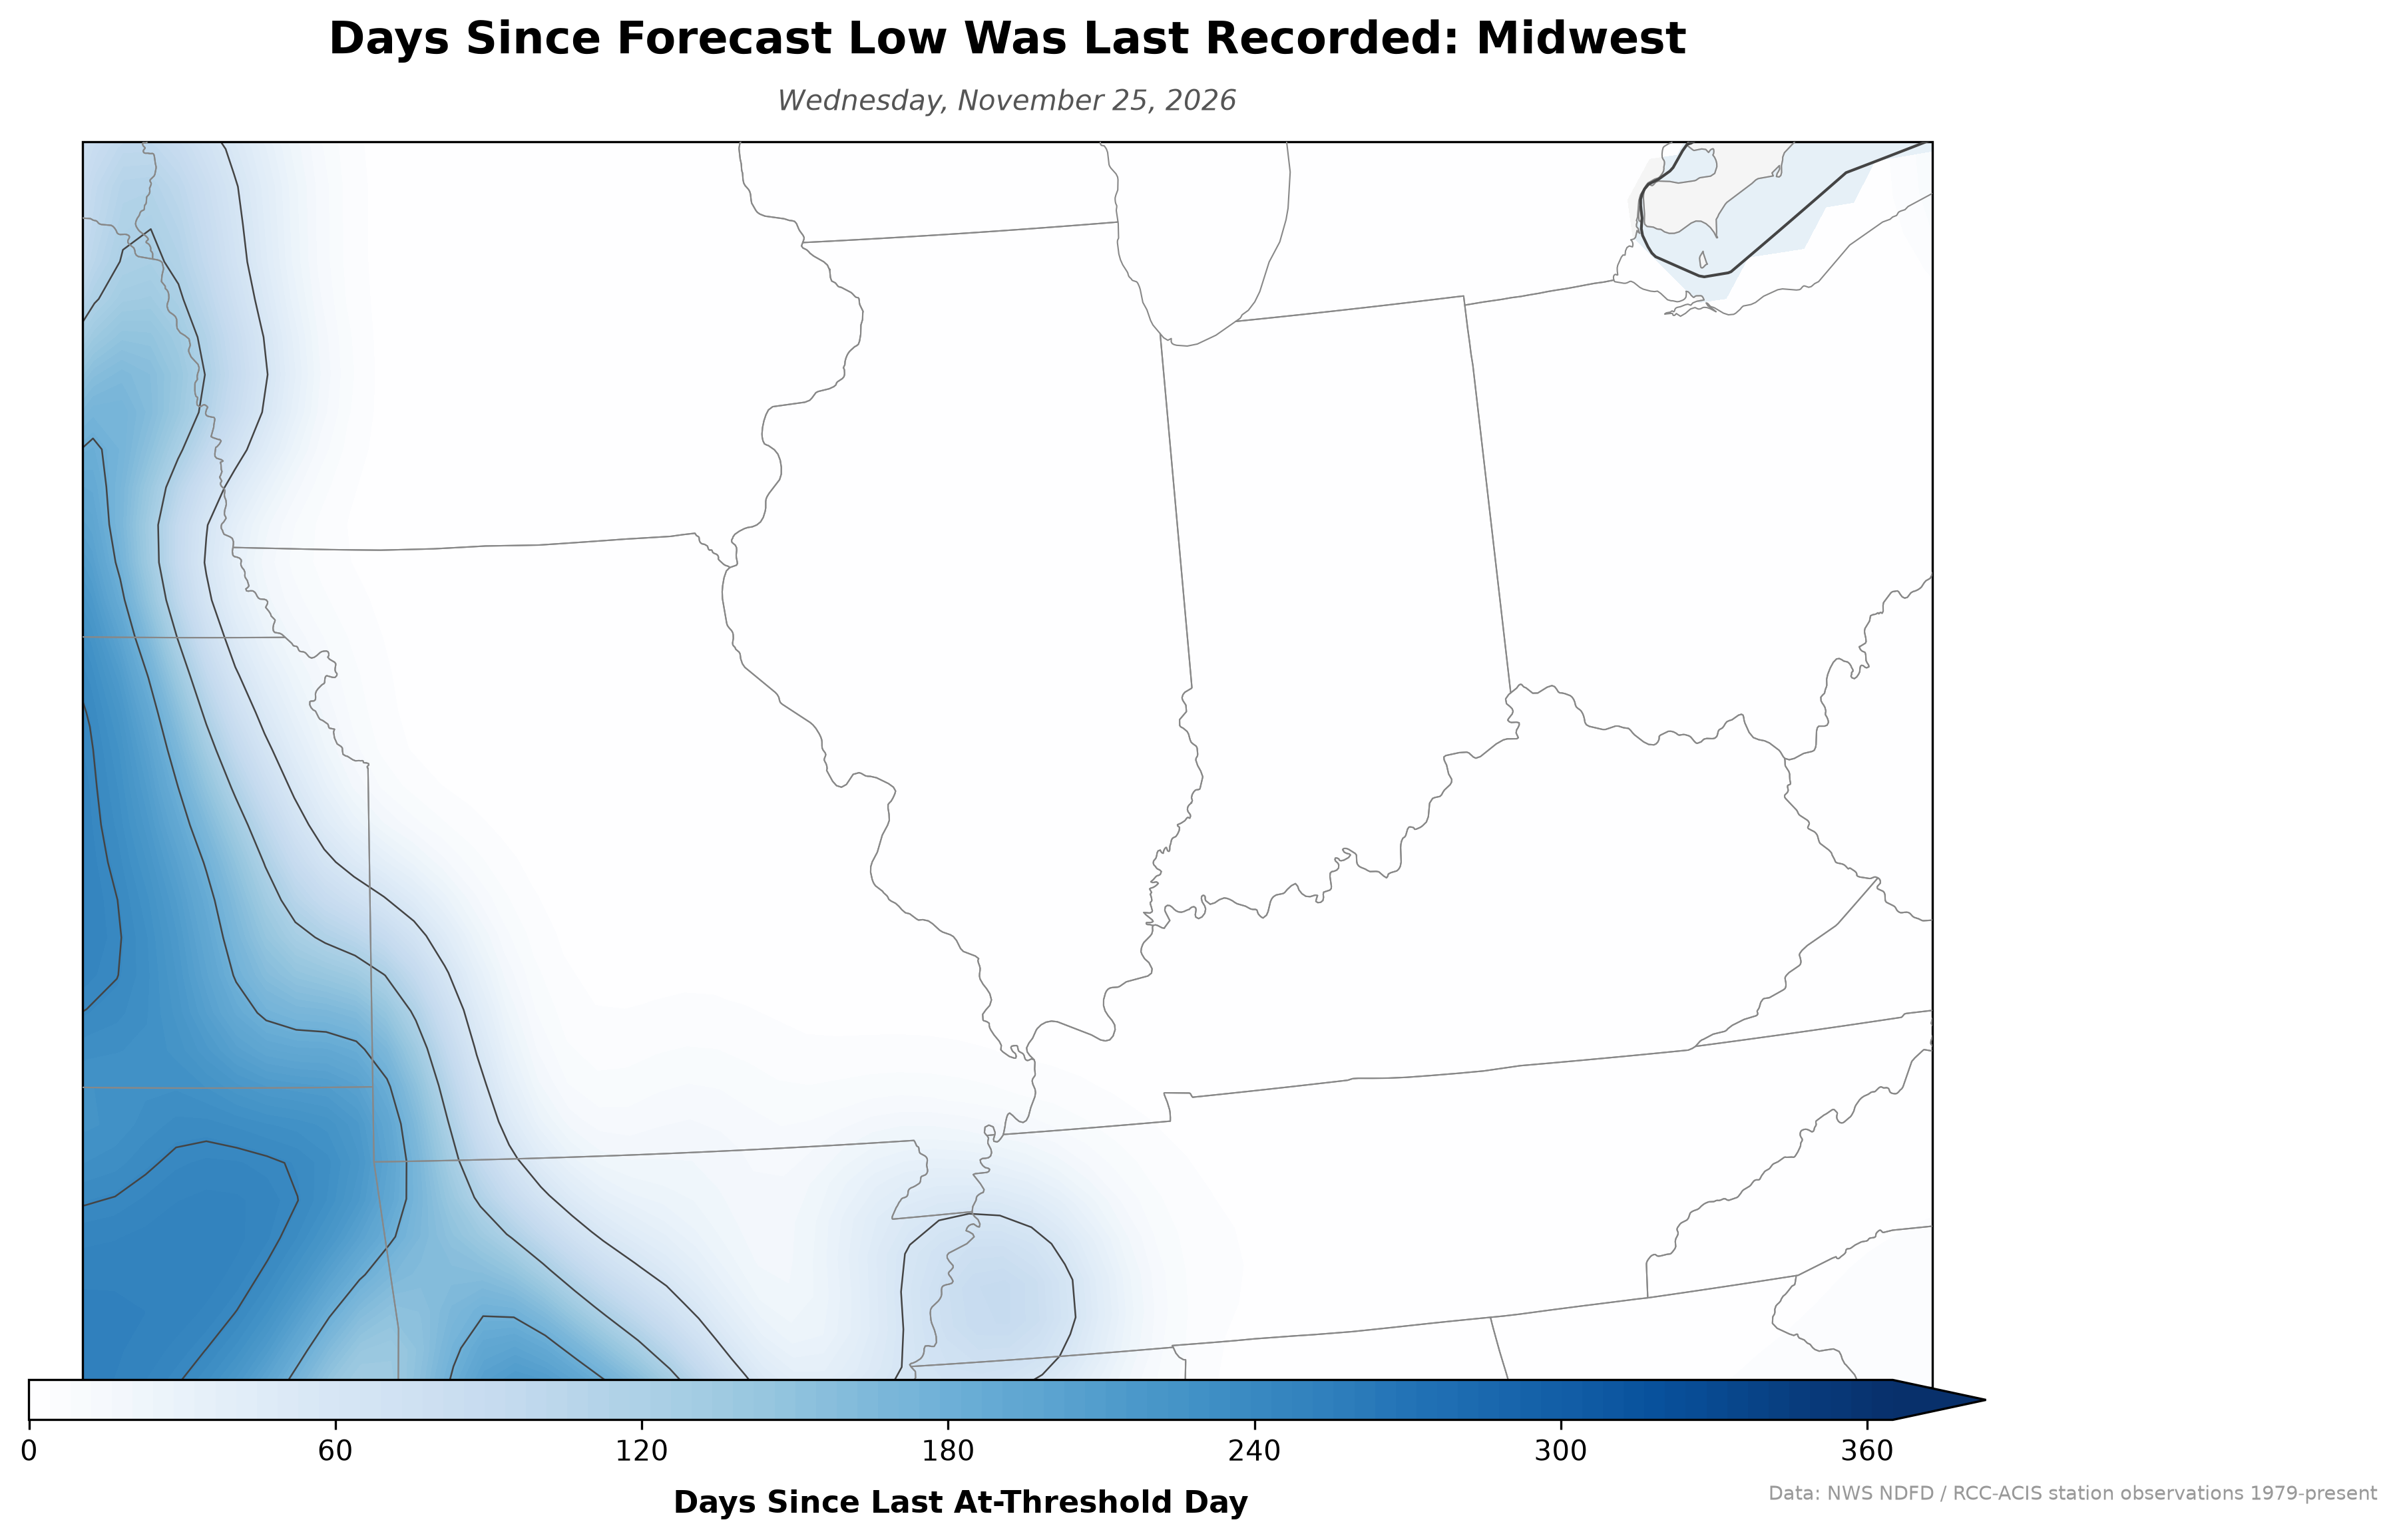 Days Since Forecast Low Was Last Recorded: Midwest
Wednesday, November 25, 2026
0 60 120 180 240 300 360
Days Since Last At-Threshold Day
Data: NWS NDFD / RCC-ACIS station observations 1979-present